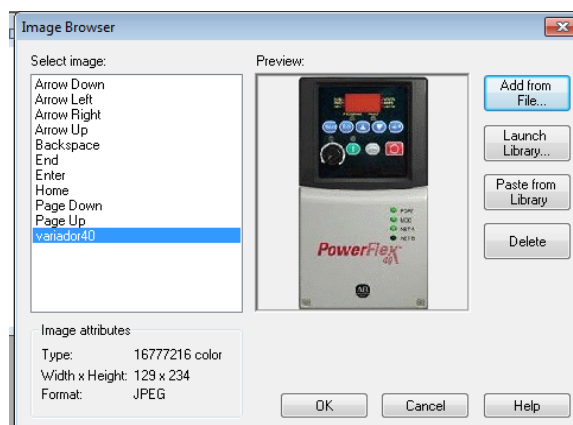 Image Browser
Select image:
Arrow Down
Arrow Left
Arrow Right
Arrow Up
Backspace
End
Enter
Home
Page Down
Page Up
variador40
Image attributes
Type: 16777216 color
Width x Height: 129 x 234
Format: JPEG
Preview:
PowerFlex
40
AB
Add from
File...
Launch
Library...
Paste from
Library
Delete
OK
Cancel
Help